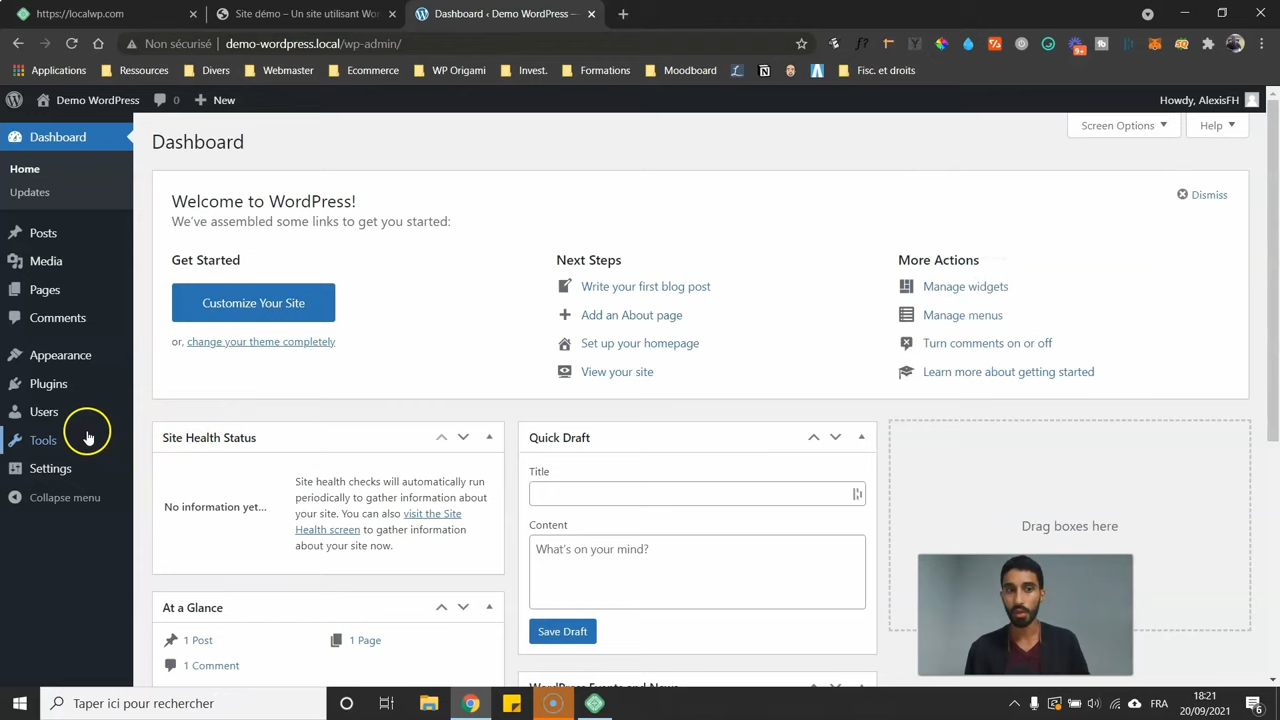 https://localwp.com
Site démo – Un site utilisant Wor
Dashboard ‹ Demo WordPress —
Non sécurisé
demo-wordpress.local/wp-admin/
Applications
Ressources
Divers
Webmaster
Ecommerce
WP Origami
Invest.
Formations
Moodboard
Fisc. et droits
Demo WordPress
0
New
Howdy, AlexisFH
Dashboard
Home
Updates
Posts
Media
Pages
Comments
Appearance
Plugins
Users
Tools
Settings
Collapse menu
Dashboard
Screen Options
Help
Welcome to WordPress!
We've assembled some links to get you started:
Dismiss
Get Started
Customize Your Site
or, change your theme completely
Next Steps
Write your first blog post
Add an About page
Set up your homepage
View your site
More Actions
Manage widgets
Manage menus
Turn comments on or off
Learn more about getting started
Site Health Status
No information yet...
Site health checks will automatically run
periodically to gather information about
your site. You can also visit the Site
Health screen to gather information
about your site now.
At a Glance
1 Post
1 Page
1 Comment
Quick Draft
Title
Content
What's on your mind?
Save Draft
WordPress Events and News
Drag boxes here
Taper ici pour rechercher
FRA
18:21
20/09/2021
6